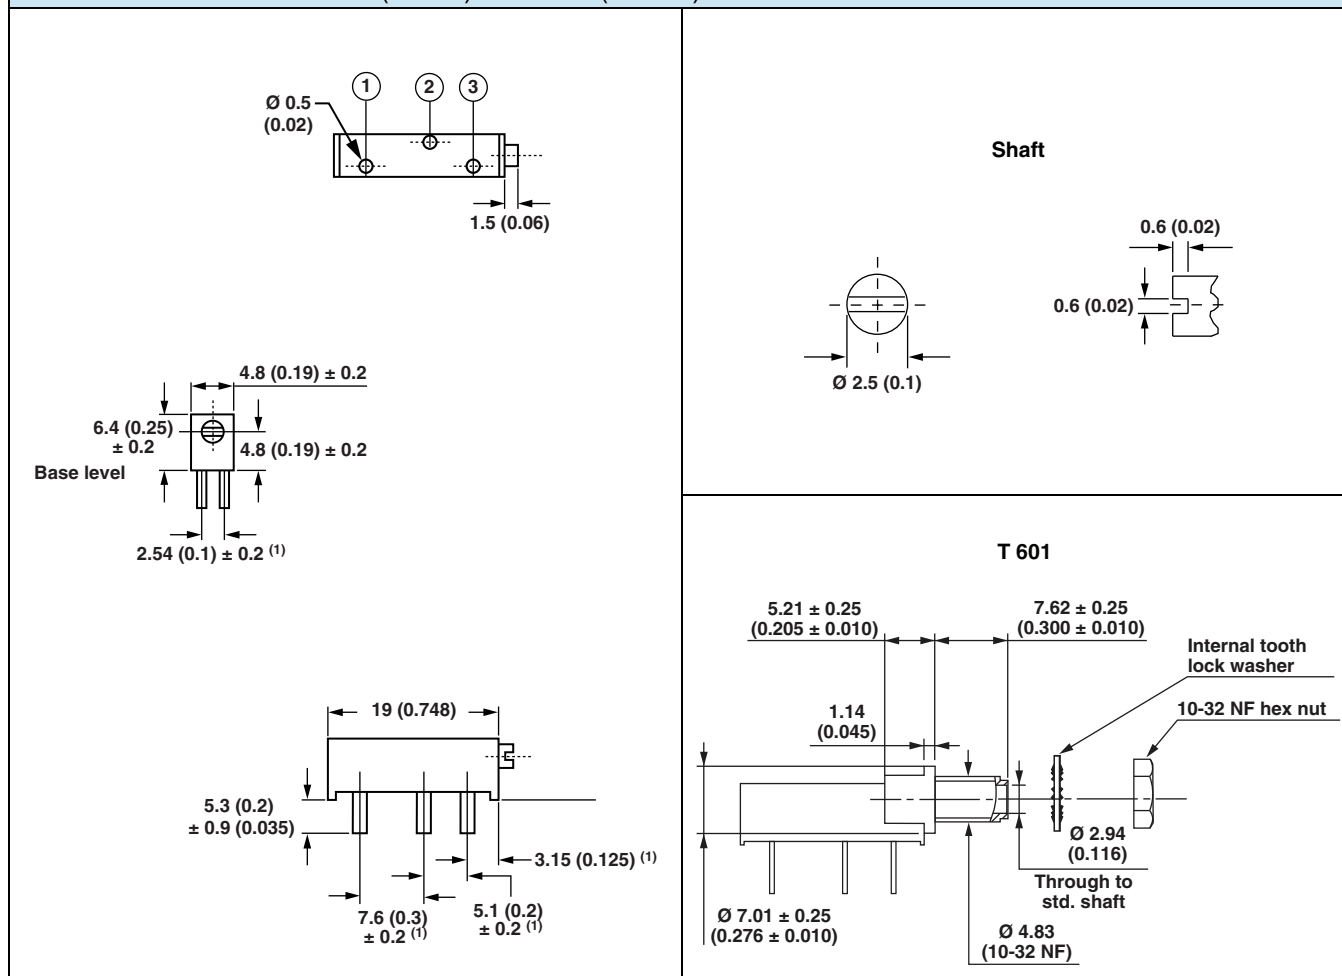 1 2 3
Ø 0.5
(0.02)
1.5 (0.06)
4.8 (0.19) ± 0.2
6.4 (0.25)
± 0.2
4.8 (0.19) ± 0.2
Base level
2.54 (0.1) ± 0.2 (1)
19 (0.748)
5.3 (0.2)
± 0.9 (0.035)
3.15 (0.125) (1)
7.6 (0.3)
± 0.2 (1)
5.1 (0.2)
± 0.2 (1)
Shaft
0.6 (0.02)
0.6 (0.02)
Ø 2.5 (0.1)
T 601
5.21 ± 0.25
(0.205 ± 0.010)
7.62 ± 0.25
(0.300 ± 0.010)
Internal tooth
lock washer
1.14
(0.045)
10-32 NF hex nut
Ø 2.94
(0.116)
Through to
std. shaft
Ø 7.01 ± 0.25
(0.276 ± 0.010)
Ø 4.83
(10-32 NF)